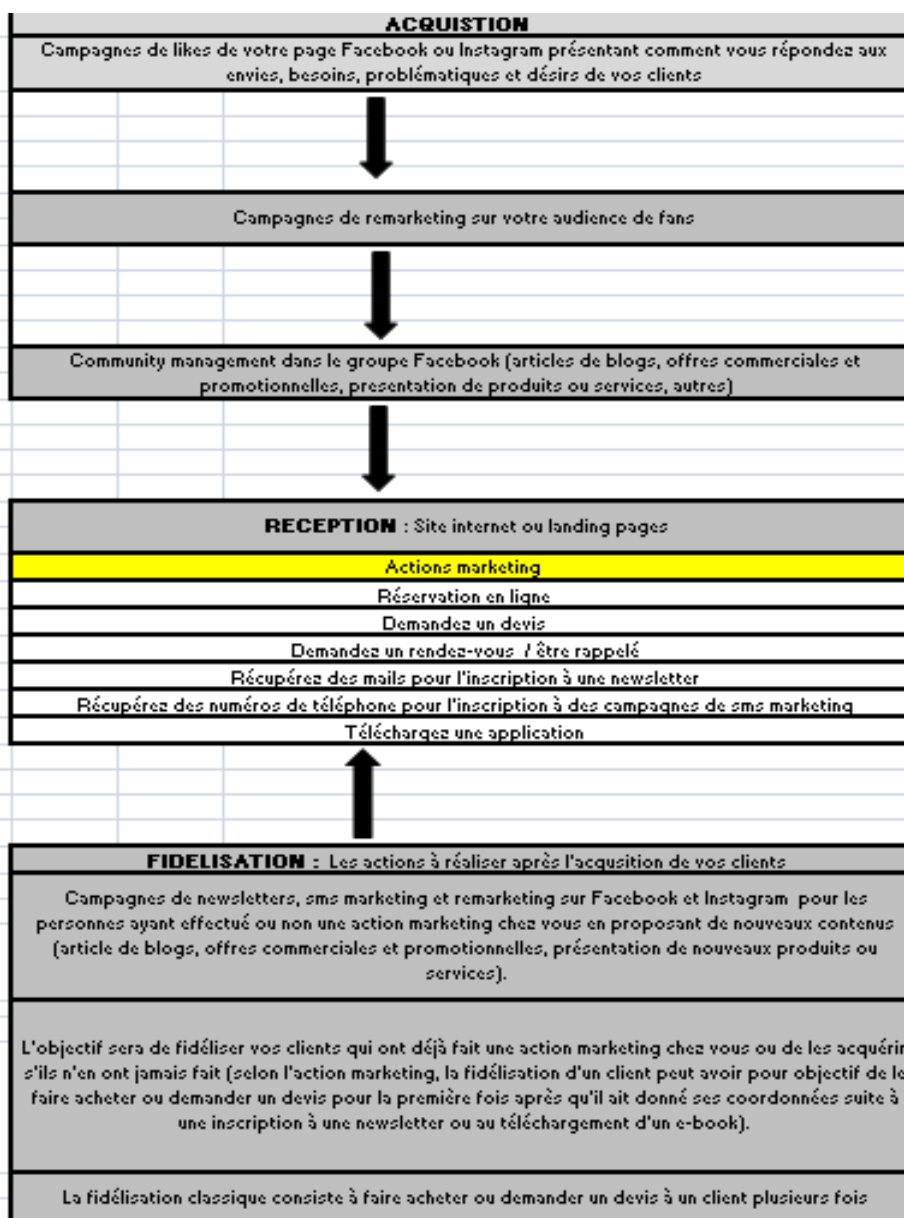 ACQUISTION
Campagnes de likes de votre page Facebook ou Instagram présentant comment vous répondez aux
envies, besoins, problématiques et désirs de vos clients
Campagnes de remarketing sur votre audience de fans
Community management dans le groupe Facebook (articles de blogs, offres commerciales et
promotionnelles, presentation de produits ou services, autres)
RECEPTION : Site internet ou landing pages
Actions marketing
Réservation en ligne
Demandez un devis
Demandez un rendez-vous / être rappelé
Récupérez des mails pour l'inscription à une newsletter
Récupérez des numéros de téléphone pour l'inscription à des campagnes de sms marketing
Téléchargez une application
FIDELISATION : Les actions à réaliser après l'acqusition de vos clients
Campagnes de newsletters, sms marketing et remarketing sur Facebook et Instagram pour les
personnes ayant effectué ou non une action marketing chez vous en proposant de nouveaux contenus
(article de blogs, offres commerciales et promotionnelles, présentation de nouveaux produits ou
services).
L'objectif sera de fidéliser vos clients qui ont déjà fait une action marketing chez vous ou de les acquérir
s'ils n'en ont jamais fait (selon l'action marketing, la fidélisation d'un client peut avoir pour objectif de le
faire acheter ou demander un devis pour la première fois après qu'il ait donné ses coordonnées suite à
une inscription à une newsletter ou au téléchargement d'un e-book).
La fidélisation classique consiste à faire acheter ou demander un devis à un client plusieurs fois